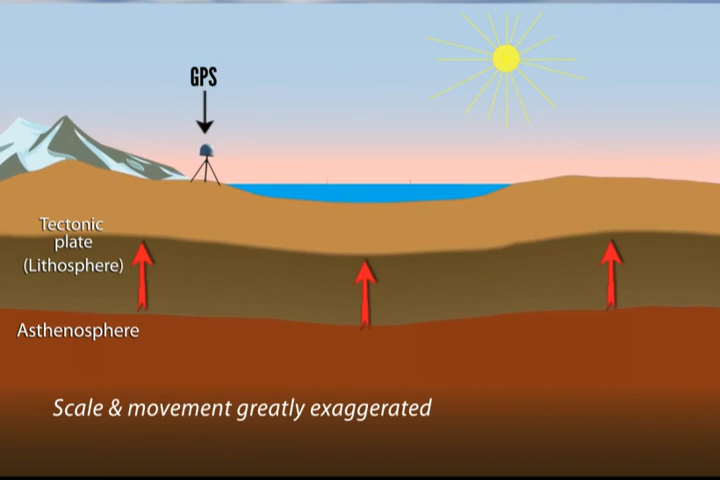 GPS
Tectonic
plate
(Lithosphere)
Asthenosphere
Scale & movement greatly exaggerated